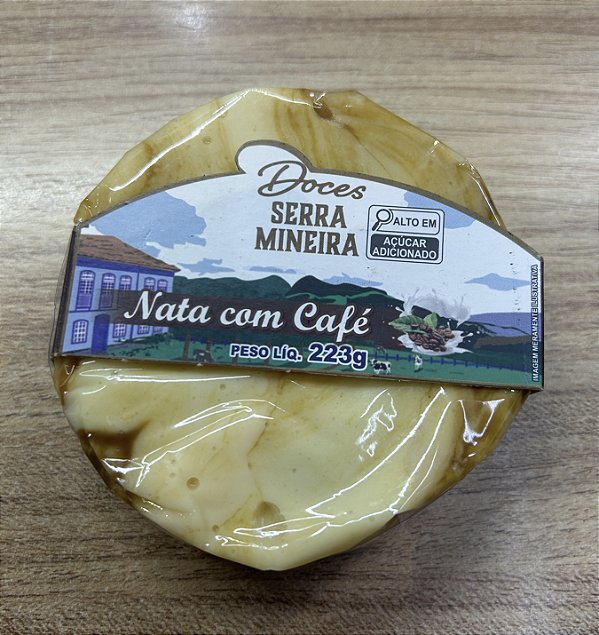 Doces
SERRA
MINEIRA
ALTO EM
AÇÚCAR
ADICIONADO
Nata com Café
PESO LÍQ. 223g
IMAGEM MERAMENTE ILUSTRATIVA